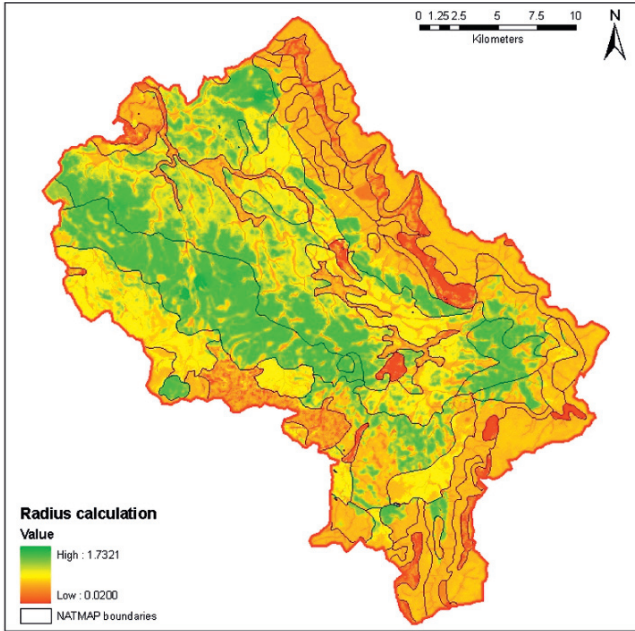 0 1.25 2.5 5 7.5 10
Kilometers
N
Radius calculation
Value
High : 1.7321
Low : 0.0200
NATMAP boundaries